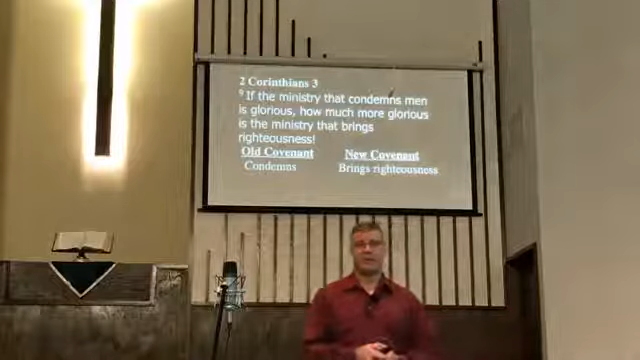 2 Corinthians 3
9 If the ministry that condemns men
is glorious, how much more glorious
is the ministry that brings
righteousness!
Old Covenant New Covenant
Condemns Brings righteousness